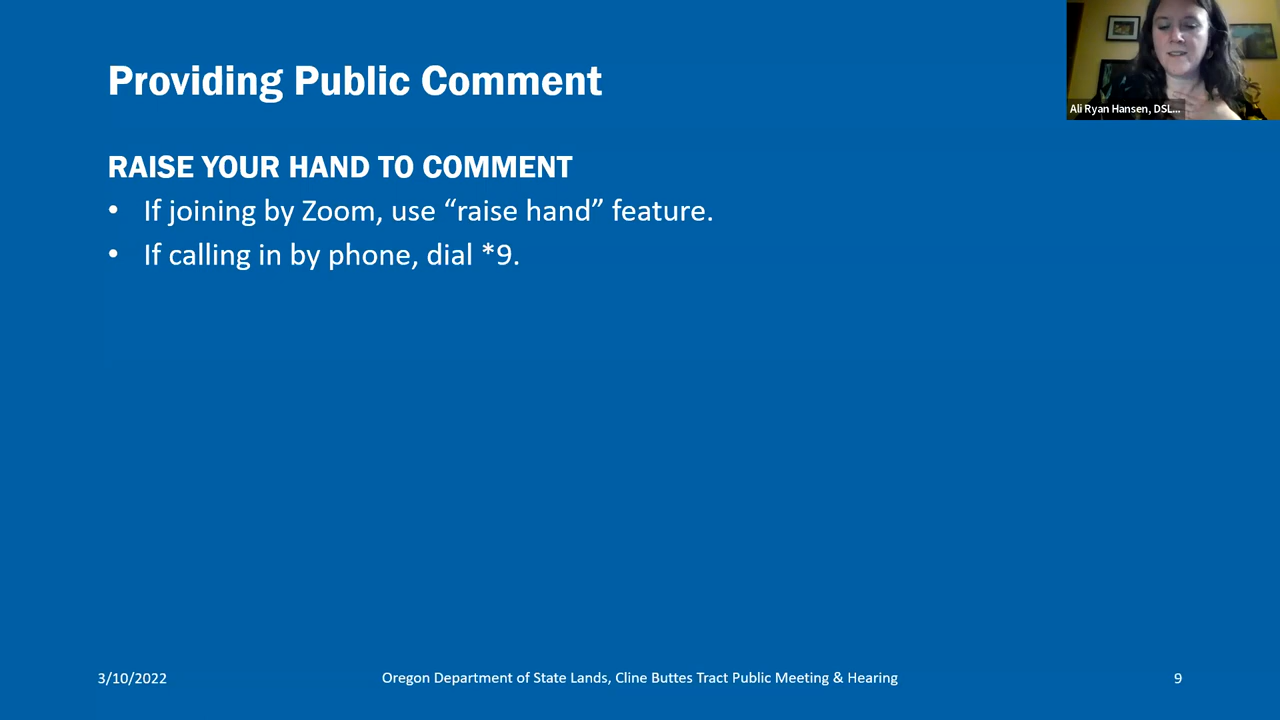 Providing Public Comment
Ali Ryan Hansen, DSL...
RAISE YOUR HAND TO COMMENT
• If joining by Zoom, use “raise hand” feature.
• If calling in by phone, dial *9.
3/10/2022
Oregon Department of State Lands, Cline Buttes Tract Public Meeting & Hearing
9